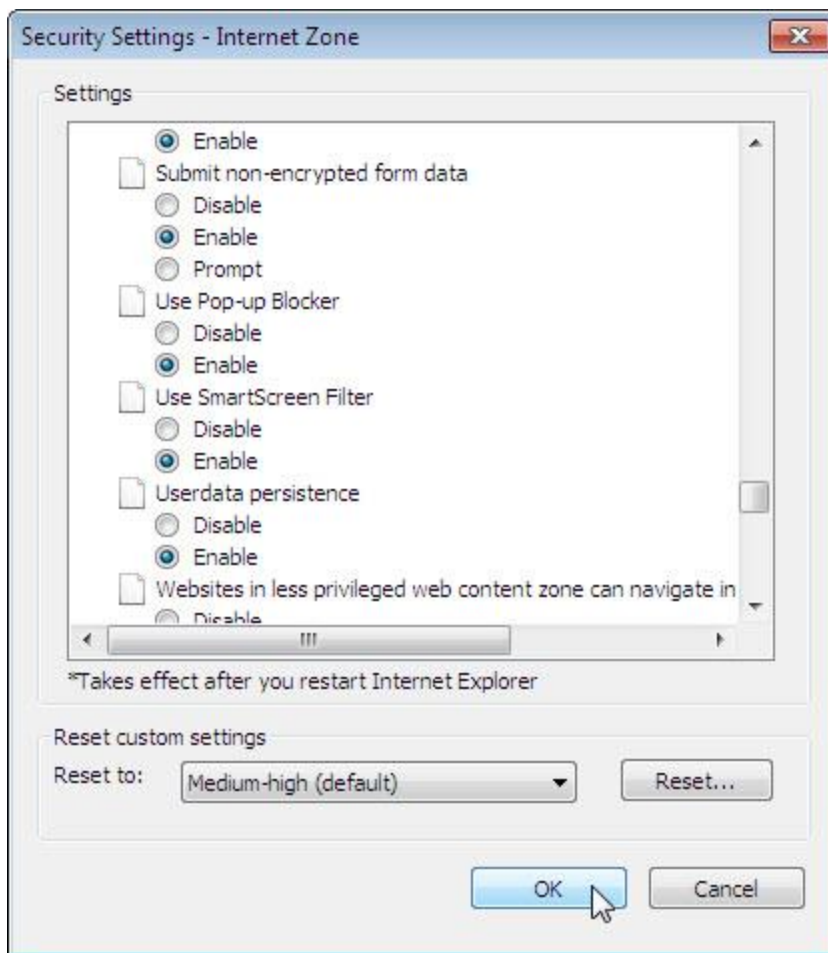 Security Settings - Internet Zone
Settings
Enable
Submit non-encrypted form data
Disable
Enable
Prompt
Use Pop-up Blocker
Disable
Enable
Use SmartScreen Filter
Disable
Enable
Userdata persistence
Disable
Enable
Websites in less privileged web content zone can navigate in
Disable
*Takes effect after you restart Internet Explorer
Reset custom settings
Reset to: Medium-high (default) Reset...
OK Cancel